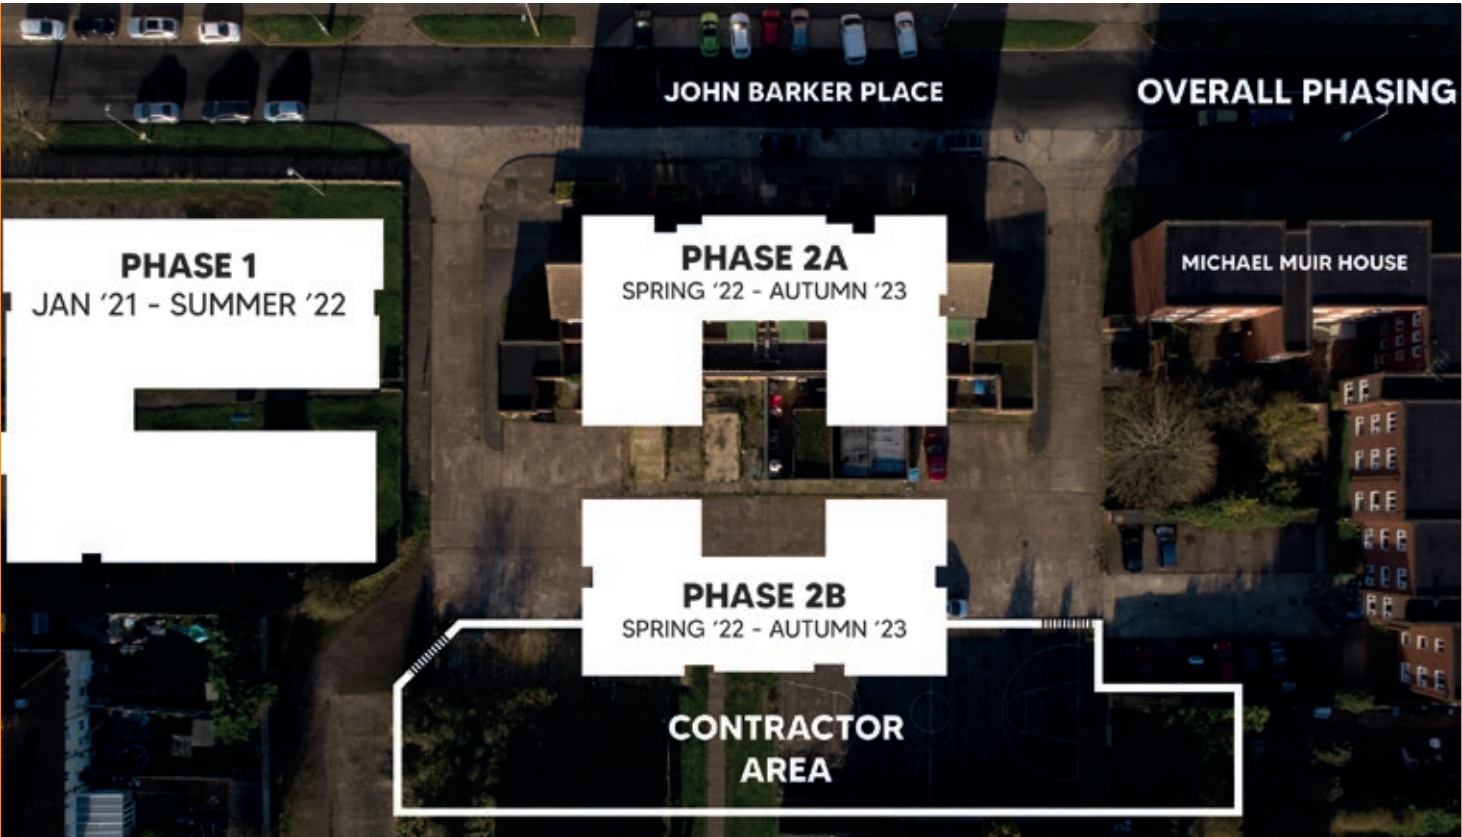 JOHN BARKER PLACE
OVERALL PHASING
PHASE 1
JAN '21 - SUMMER '22
PHASE 2A
SPRING '22 - AUTUMN '23
MICHAEL MUIR HOUSE
PHASE 2B
SPRING '22 - AUTUMN '23
CONTRACTOR
AREA